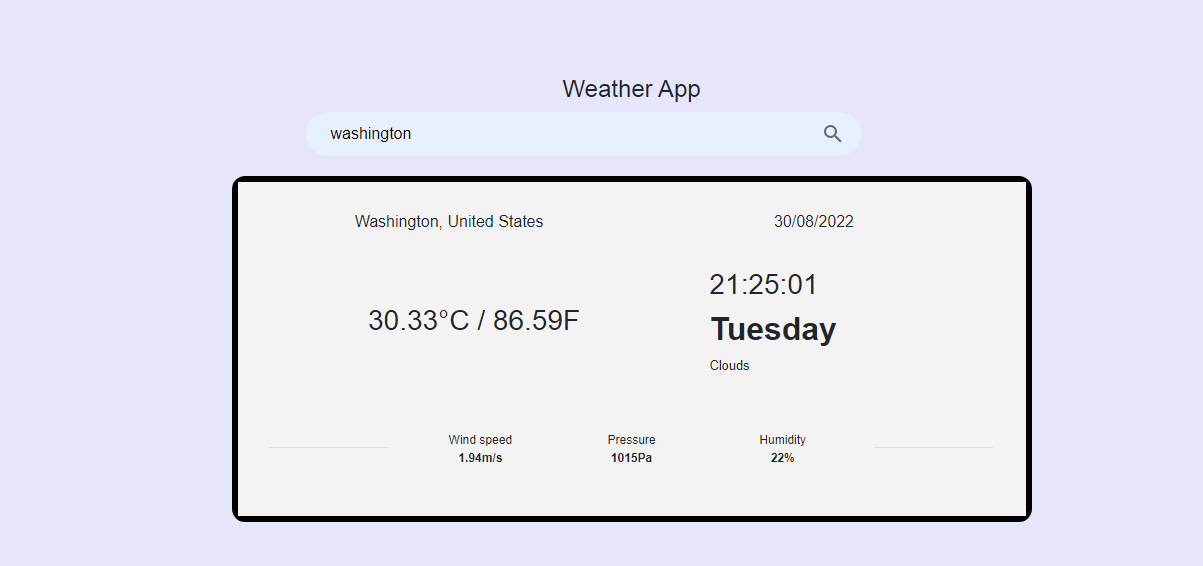 Weather App
washington
Washington, United States
30/08/2022
30.33°C / 86.59F
21:25:01
Tuesday
Clouds
Wind speed
1.94m/s
Pressure
1015Pa
Humidity
22%